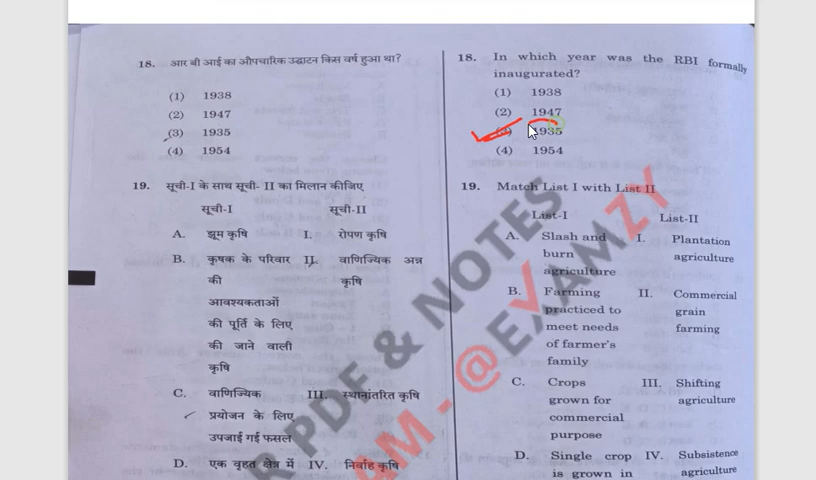 18. आर बी आई का औपचारिक उद्घाटन किस वर्ष हुआ था?
(1) 1938
(2) 1947
(3) 1935
(4) 1954
19. सूची-I के साथ सूची- II का मिलान कीजिए
सूची-I सूची-II
A. झूम कृषि I. रोपण कृषि
B. कृषक के परिवार II. वाणिज्यिक अन्न
की कृषि
आवश्यकताओं
की पूर्ति के लिए
की जाने वाली
कृषि
C. वाणिज्यिक III. स्थानांतरित कृषि
प्रयोजन के लिए
उपजाई गई फसल
D. एक वृहत क्षेत्र में IV. निर्वाह कृषि
18. In which year was the RBI formally
inaugurated?
(1) 1938
(2) 1947
(3) 1935
(4) 1954
19. Match List I with List II
List-I List-II
A. Slash and I. Plantation
burn agriculture
agriculture
B. Farming II. Commercial
practiced to grain
meet needs farming
of farmer's
family
C. Crops III. Shifting
grown for agriculture
commercial
purpose
D. Single crop IV. Subsistence
is grown in agriculture
R PDF & NOTES
AM - @EXAMZY